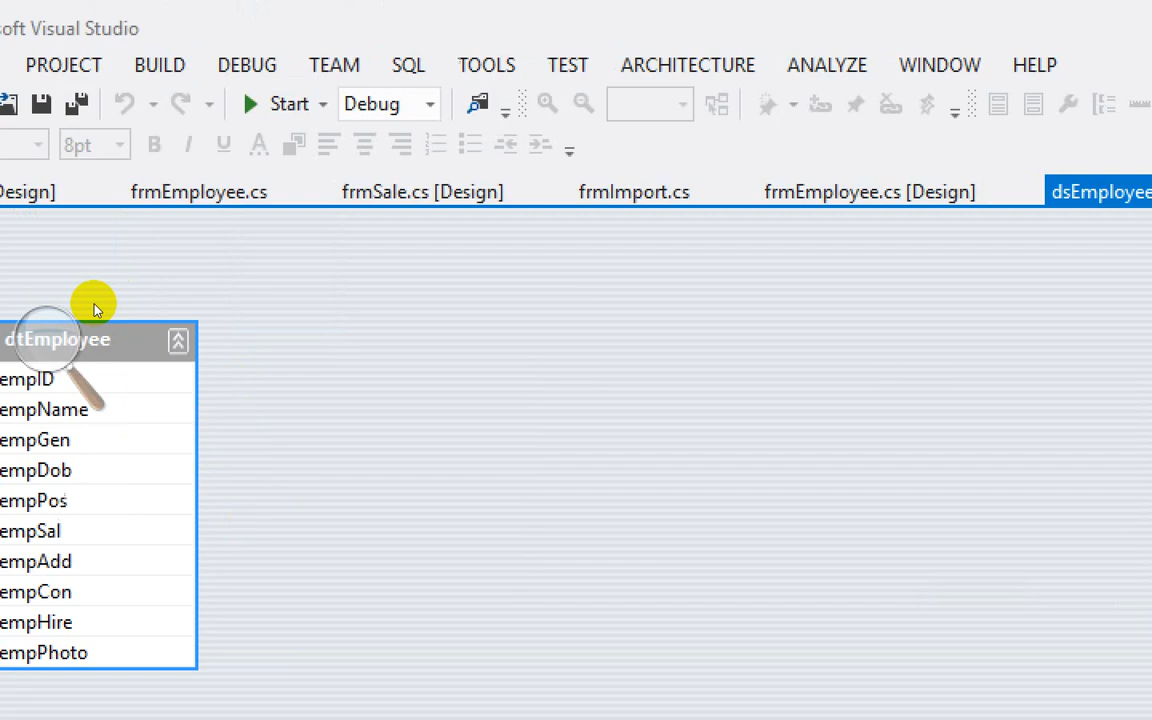 soft Visual Studio
PROJECT BUILD DEBUG TEAM SQL TOOLS TEST ARCHITECTURE ANALYZE WINDOW HELP
Start Debug
8pt B I U A
Design] frmEmployee.cs frmSale.cs [Design] frmImport.cs frmEmployee.cs [Design] dsEmployee
dtEmployee
empID
empName
empGen
empDob
empPos
empSal
empAdd
empCon
empHire
empPhoto